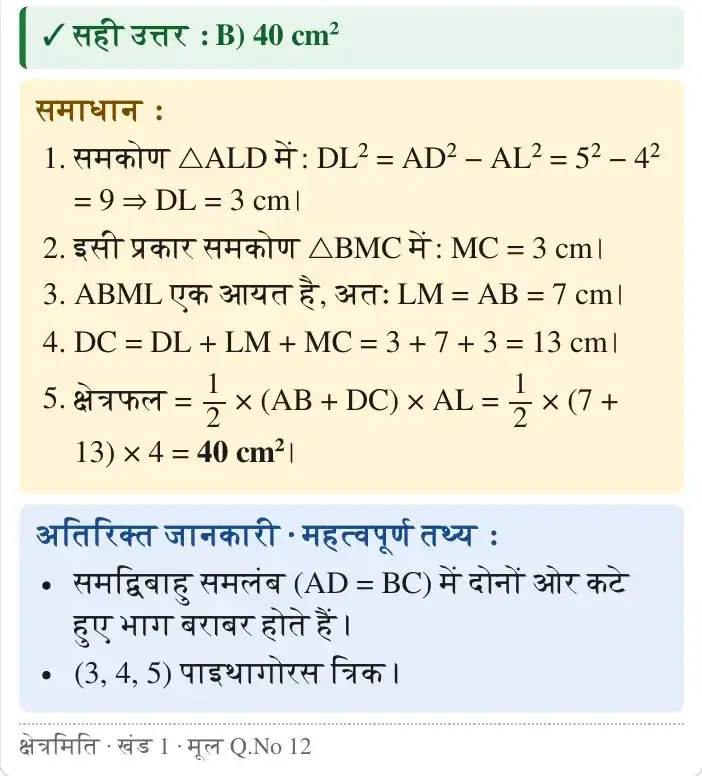 ✓ सही उत्तर : B) 40 cm²
समाधान :
1. समकोण △ALD में : DL² = AD² − AL² = 5² − 4²
= 9 ⇒ DL = 3 cm।
2. इसी प्रकार समकोण △BMC में : MC = 3 cm।
3. ABML एक आयत है, अतः LM = AB = 7 cm।
4. DC = DL + LM + MC = 3 + 7 + 3 = 13 cm।
5. क्षेत्रफल = 1/2 × (AB + DC) × AL = 1/2 × (7 +
13) × 4 = 40 cm²।
अतिरिक्त जानकारी · महत्वपूर्ण तथ्य :
• समद्विबाहु समलंब (AD = BC) में दोनों ओर कटे
हुए भाग बराबर होते हैं।
• (3, 4, 5) पाइथागोरस त्रिक।
क्षेत्रमिति · खंड 1 · मूल Q.No 12